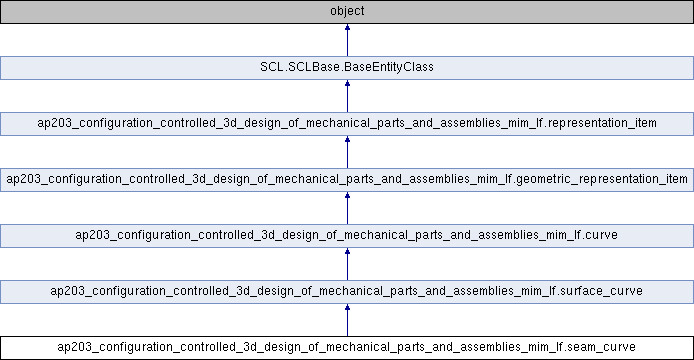 object
SCL.SCLBase.BaseEntityClass
ap203_configuration_controlled_3d_design_of_mechanical_parts_and_assemblies_mim_lf.representation_item
ap203_configuration_controlled_3d_design_of_mechanical_parts_and_assemblies_mim_lf.geometric_representation_item
ap203_configuration_controlled_3d_design_of_mechanical_parts_and_assemblies_mim_lf.curve
ap203_configuration_controlled_3d_design_of_mechanical_parts_and_assemblies_mim_lf.surface_curve
ap203_configuration_controlled_3d_design_of_mechanical_parts_and_assemblies_mim_lf.seam_curve